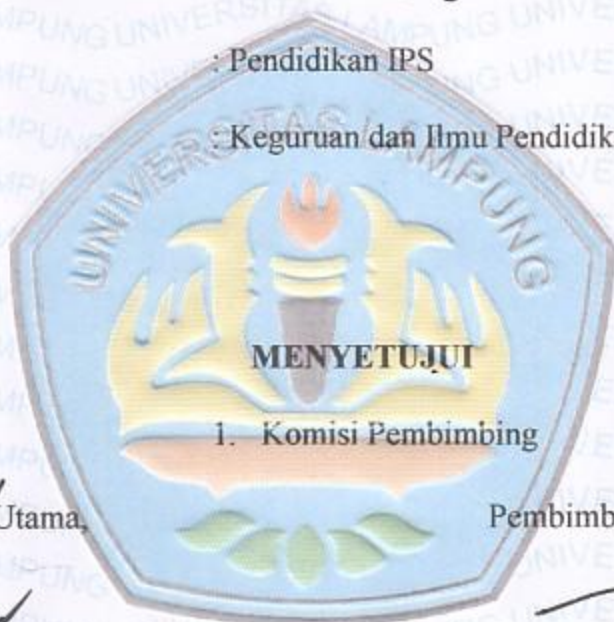 : Pendidikan IPS
: Keguruan dan Ilmu Pendidik
UNIVERSITAS LAMPUNG
MENYETUJUI
1. Komisi Pembimbing
Utama, Pembimb